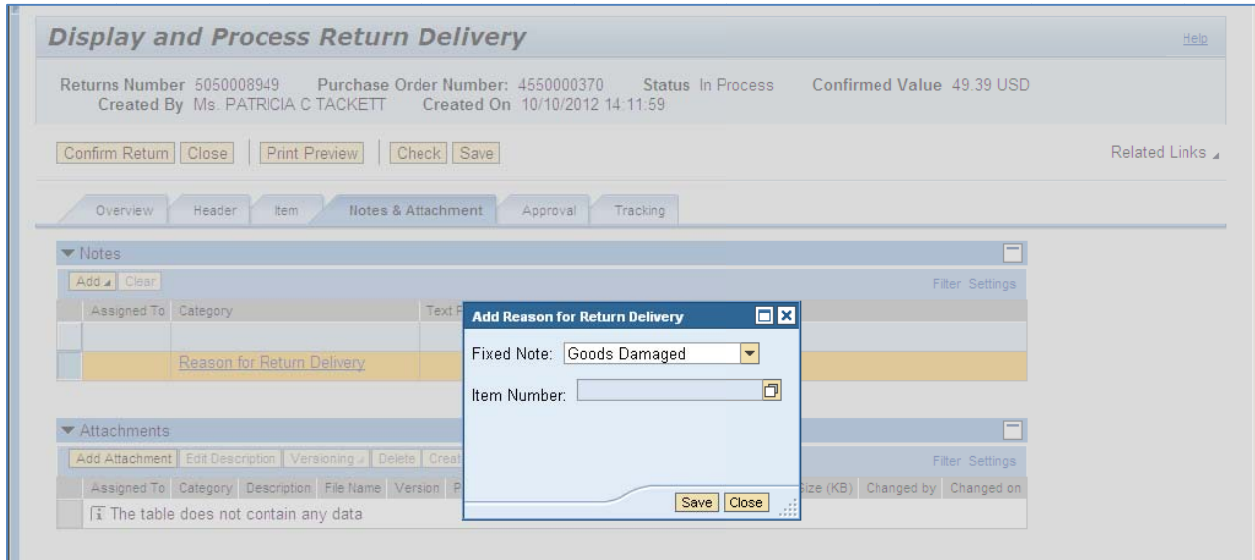 Display and Process Return Delivery
Help
Returns Number 5050008949 Purchase Order Number: 4550000370 Status In Process Confirmed Value 49.39 USD
Created By Ms. PATRICIA C TACKETT Created On 10/10/2012 14:11:59
Confirm Return Close Print Preview Check Save Related Links
Overview Header Item Notes & Attachment Approval Tracking
Notes
Add Clear Filter Settings
Assigned To Category Text P
Reason for Return Delivery
Add Reason for Return Delivery
Fixed Note: Goods Damaged
Item Number:
Save Close
Attachments
Add Attachment Edit Description Versioning Delete Creat Filter Settings
Assigned To Category Description File Name Version P Size (KB) Changed by Changed on
The table does not contain any data